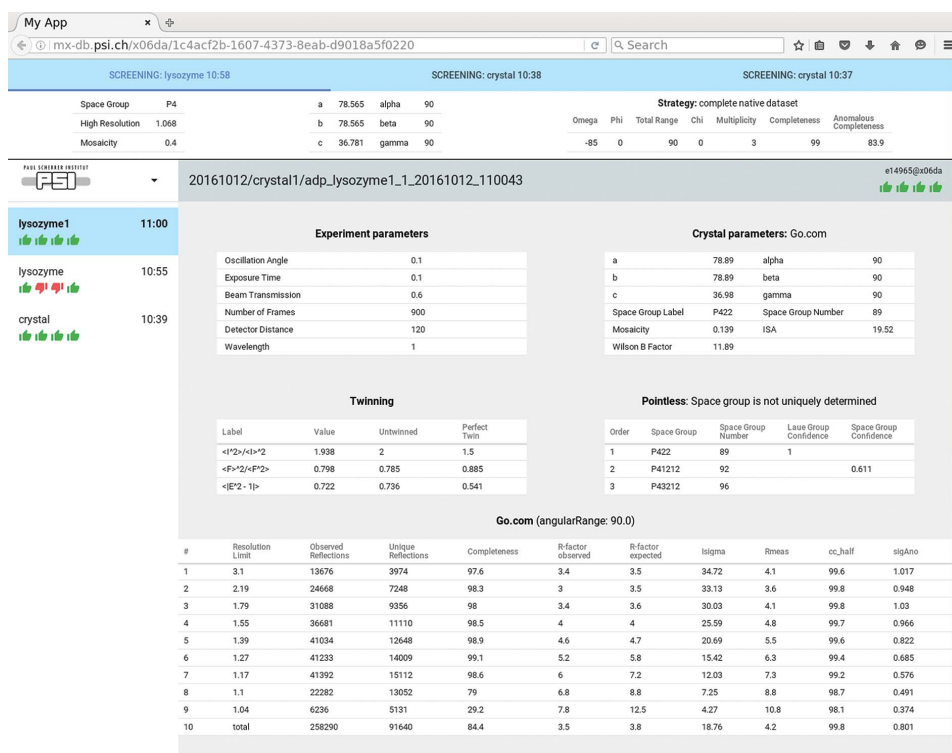 My App
mx-db.psi.ch/x06da/1c4acf2b-1607-4373-8eab-d9018a5f0220 Search
SCREENING: lysozyme 10:58 SCREENING: crystal 10:38 SCREENING: crystal 10:37
Space Group P4 a 78.565 alpha 90 Strategy: complete native dataset
High Resolution 1.068 b 78.565 beta 90 Omega Phi Total Range Chi Multiplicity Completeness Anomalous Completeness
Mosaicity 0.4 c 36.781 gamma 90 -85 0 90 0 3 99 83.9
PAUL SCHERRER INSTITUT
PSI
20161012/crystal1/adp_lysozyme1_1_20161012_110043 e14965@x06da
lysozyme1 11:00
lysozyme 10:55
crystal 10:39
Experiment parameters
Oscillation Angle 0.1
Exposure Time 0.1
Beam Transmission 0.6
Number of Frames 900
Detector Distance 120
Wavelength 1
Crystal parameters: Go.com
a 78.89 alpha 90
b 78.89 beta 90
c 36.98 gamma 90
Space Group Label P422 Space Group Number 89
Mosaicity 0.139 ISA 19.52
Wilson B Factor 11.89
Twinning
Label Value Untwinned Perfect Twin
<I^2>/<I>^2 1.938 2 1.5
<F>^2/<F^2> 0.798 0.785 0.885
<|E^2 - 1|> 0.722 0.736 0.541
Pointless: Space group is not uniquely determined
Order Space Group Space Group Number Laue Group Confidence Space Group Confidence
1 P422 89 1
2 P41212 92 0.611
3 P43212 96
Go.com (angularRange: 90.0)
# Resolution Limit Observed Reflections Unique Reflections Completeness R-factor observed R-factor expected Isigma Rmeas cc_half sigAno
1 3.1 13676 3974 97.6 3.4 3.5 34.72 4.1 99.6 1.017
2 2.19 24668 7248 98.3 3 3.5 33.13 3.6 99.8 0.948
3 1.79 31088 9356 98 3.4 3.6 30.03 4.1 99.8 1.03
4 1.55 36681 11110 98.5 4 4 25.59 4.8 99.7 0.966
5 1.39 41034 12648 98.9 4.6 4.7 20.69 5.5 99.6 0.822
6 1.27 41233 14009 99.1 5.2 5.8 15.42 6.3 99.4 0.685
7 1.17 41392 15112 98.6 6 7.2 12.03 7.3 99.2 0.576
8 1.1 22282 13052 79 6.8 8.8 7.25 8.8 98.7 0.491
9 1.04 6236 5131 29.2 7.8 12.5 4.27 10.8 98.1 0.374
10 total 258290 91640 84.4 3.5 3.8 18.76 4.2 99.8 0.801